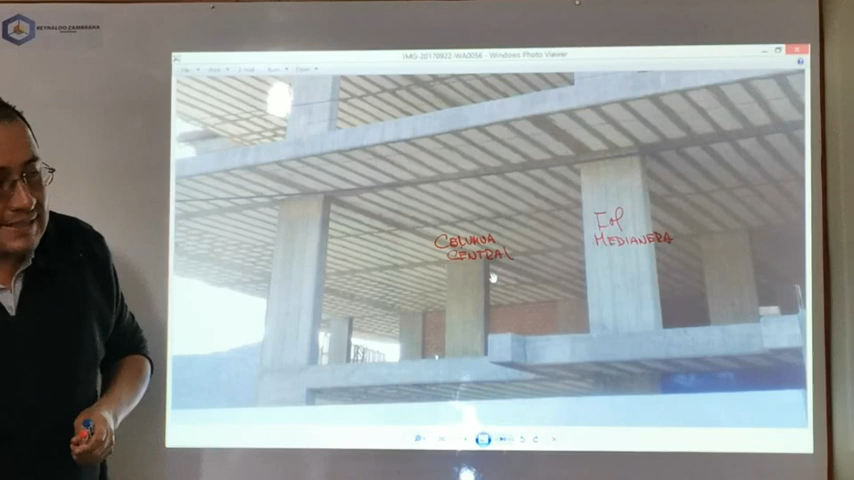 REYNALDO ZAMBRANA
IMG-20170922-WA0056 - Windows Photo Viewer
COLUMNA
CENTRAL
Col
MEDIANERA